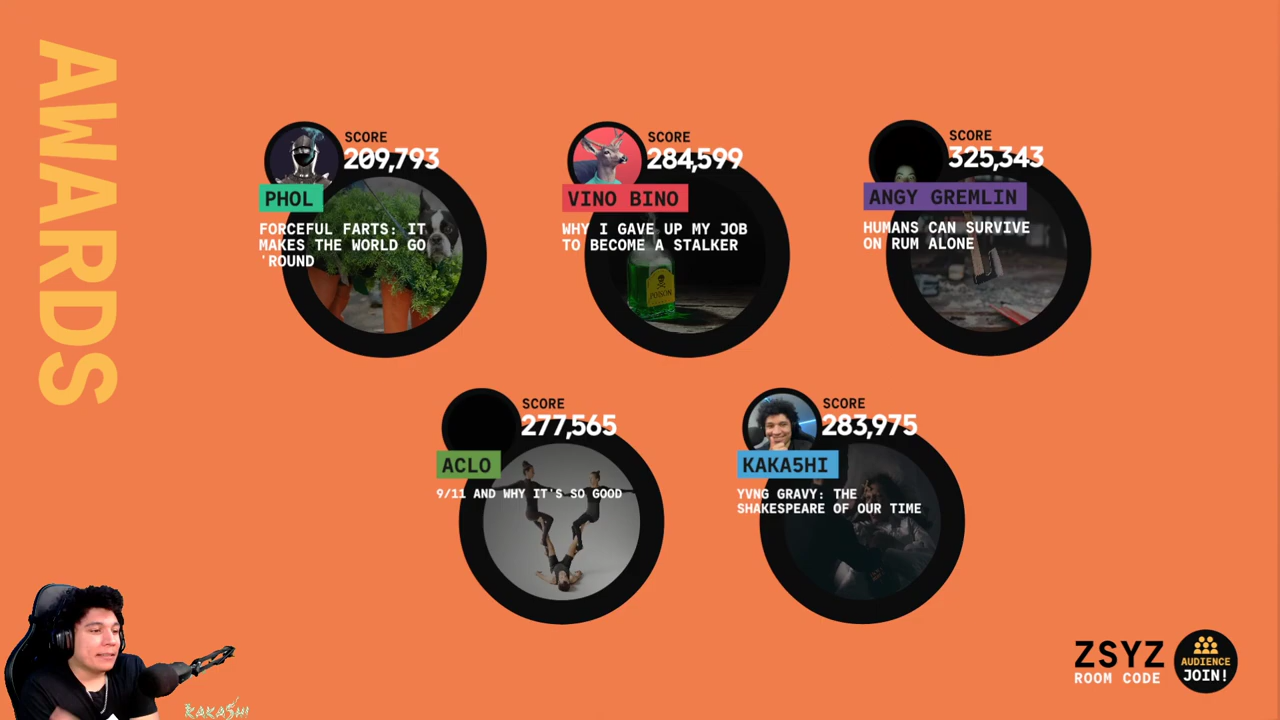 AWARDS
SCORE
209,793
PHOL
FORCEFUL FARTS: IT
MAKES THE WORLD GO
'ROUND
SCORE
284,599
VINO BINO
WHY I GAVE UP MY JOB
TO BECOME A STALKER
POISON
SCORE
325,343
ANGY GREMLIN
HUMANS CAN SURVIVE
ON RUM ALONE
SCORE
277,565
ACLO
9/11 AND WHY IT'S SO GOOD
SCORE
283,975
KAKA5HI
YVNG GRAVY: THE
SHAKESPEARE OF OUR TIME
KAKA5HI
ZSYZ
ROOM CODE
AUDIENCE
JOIN!